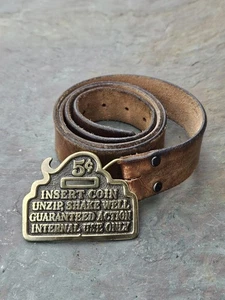 5¢
INSERT COIN
UNZIP, SHAKE WELL
GUARANTEED ACTION
INTERNAL USE ONLY